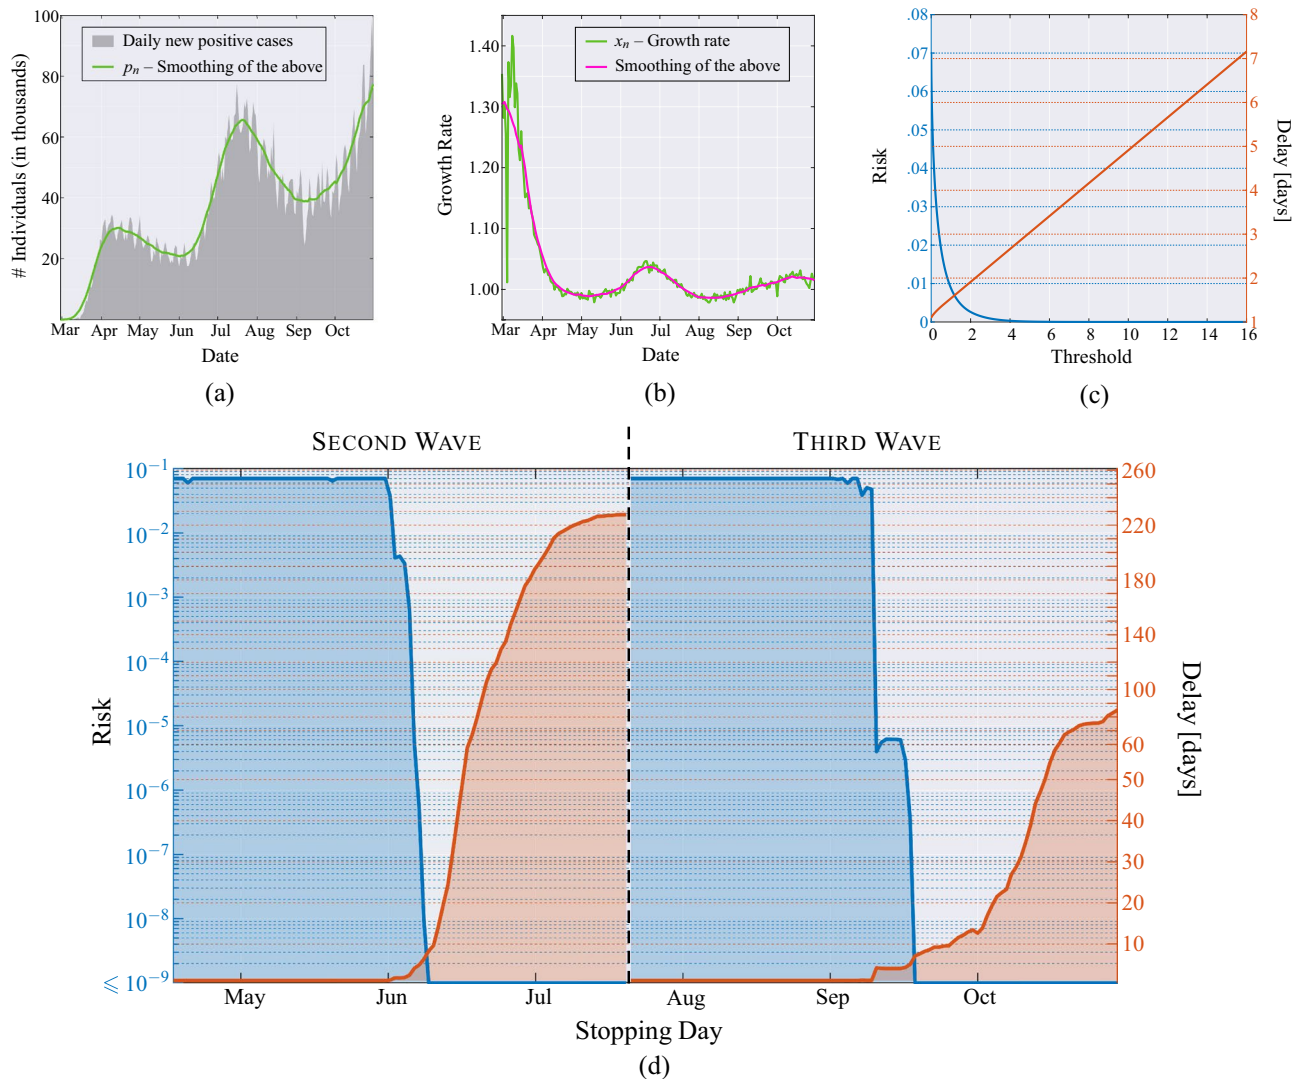 100
80
60
40
20
# Individuals (in thousands)
Daily new positive cases
pn – Smoothing of the above
Mar Apr May Jun Jul Aug Sep Oct
Date
(a)
1.40
1.30
1.20
1.10
1.00
Growth Rate
xn – Growth rate
Smoothing of the above
Mar Apr May Jun Jul Aug Sep Oct
Date
(b)
.08
.07
.06
.05
.04
.03
.02
.01
0
Risk
8
7
6
5
4
3
2
1
Delay [days]
0 2 4 6 8 10 12 14 16
Threshold
(c)
SECOND WAVE
THIRD WAVE
10−1
10−2
10−3
10−4
10−5
10−6
10−7
10−8
≪ 10−9
Risk
260
220
180
140
100
60
50
40
30
20
10
Delay [days]
May Jun Jul Aug Sep Oct
Stopping Day
(d)